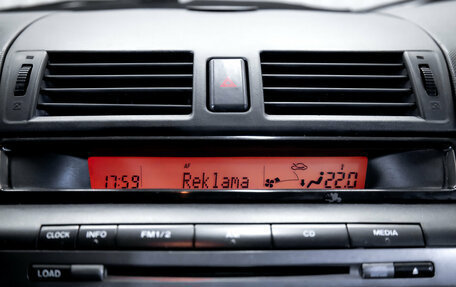 AF
17:59 Reklama 22.0
CLOCK INFO FM1/2 AM CD MEDIA
LOAD